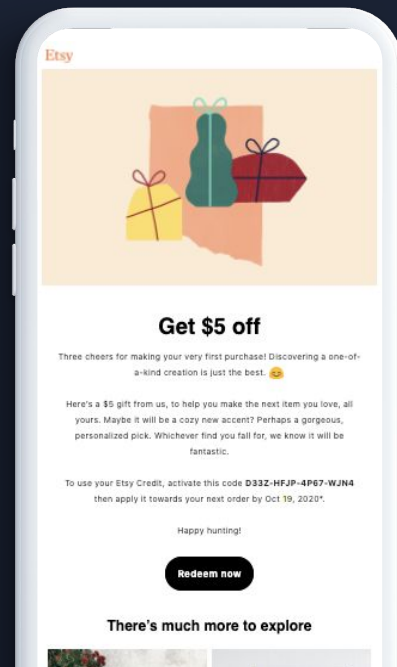 Etsy
Get $5 off
Three cheers for making your very first purchase! Discovering a one-of-
a-kind creation is just the best. 😊
Here's a $5 gift from us, to help you make the next item you love, all
yours. Maybe it will be a cozy new accent? Perhaps a gorgeous,
personalized pick. Whichever find you fall for, we know it will be
fantastic.
To use your Etsy Credit, activate this code D33Z-HFJP-4P67-WJN4
then apply it towards your next order by Oct 19, 2020*.
Happy hunting!
Redeem now
There's much more to explore